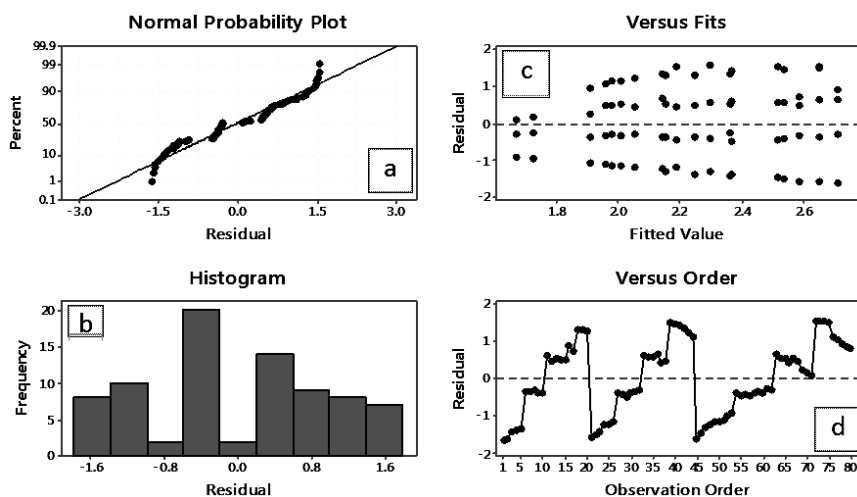 Normal Probability Plot
99.9
99
90
50
10
1
0.1
Percent
a
-3.0 -1.5 0.0 1.5 3.0
Residual
Versus Fits
2
1
0
-1
-2
Residual
c
1.8 2.0 2.2 2.4 2.6
Fitted Value
Histogram
20
15
10
5
0
Frequency
b
-1.6 -0.8 0.0 0.8 1.6
Residual
Versus Order
2
1
0
-1
-2
Residual
d
1 5 10 15 20 25 30 35 40 45 50 55 60 65 70 75 80
Observation Order